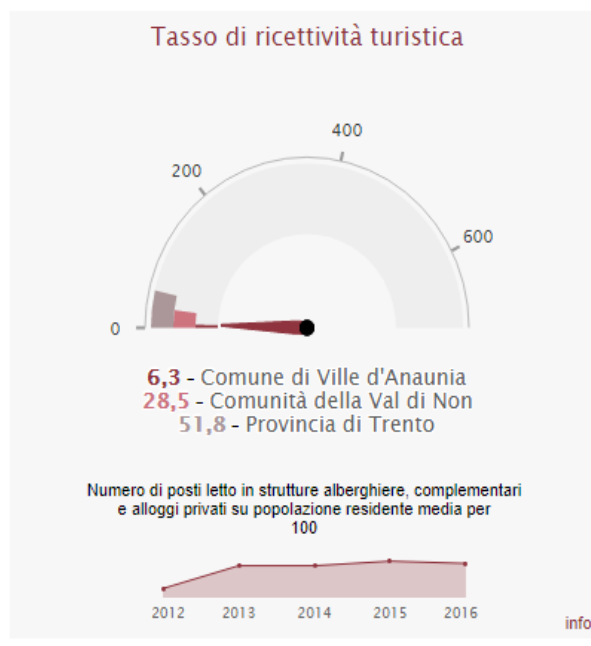 Tasso di ricettività turistica
400
200
600
0
6,3 - Comune di Ville d'Anaunia
28,5 - Comunità della Val di Non
51,8 - Provincia di Trento
Numero di posti letto in strutture alberghiere, complementari
e alloggi privati su popolazione residente media per
100
2012 2013 2014 2015 2016
info